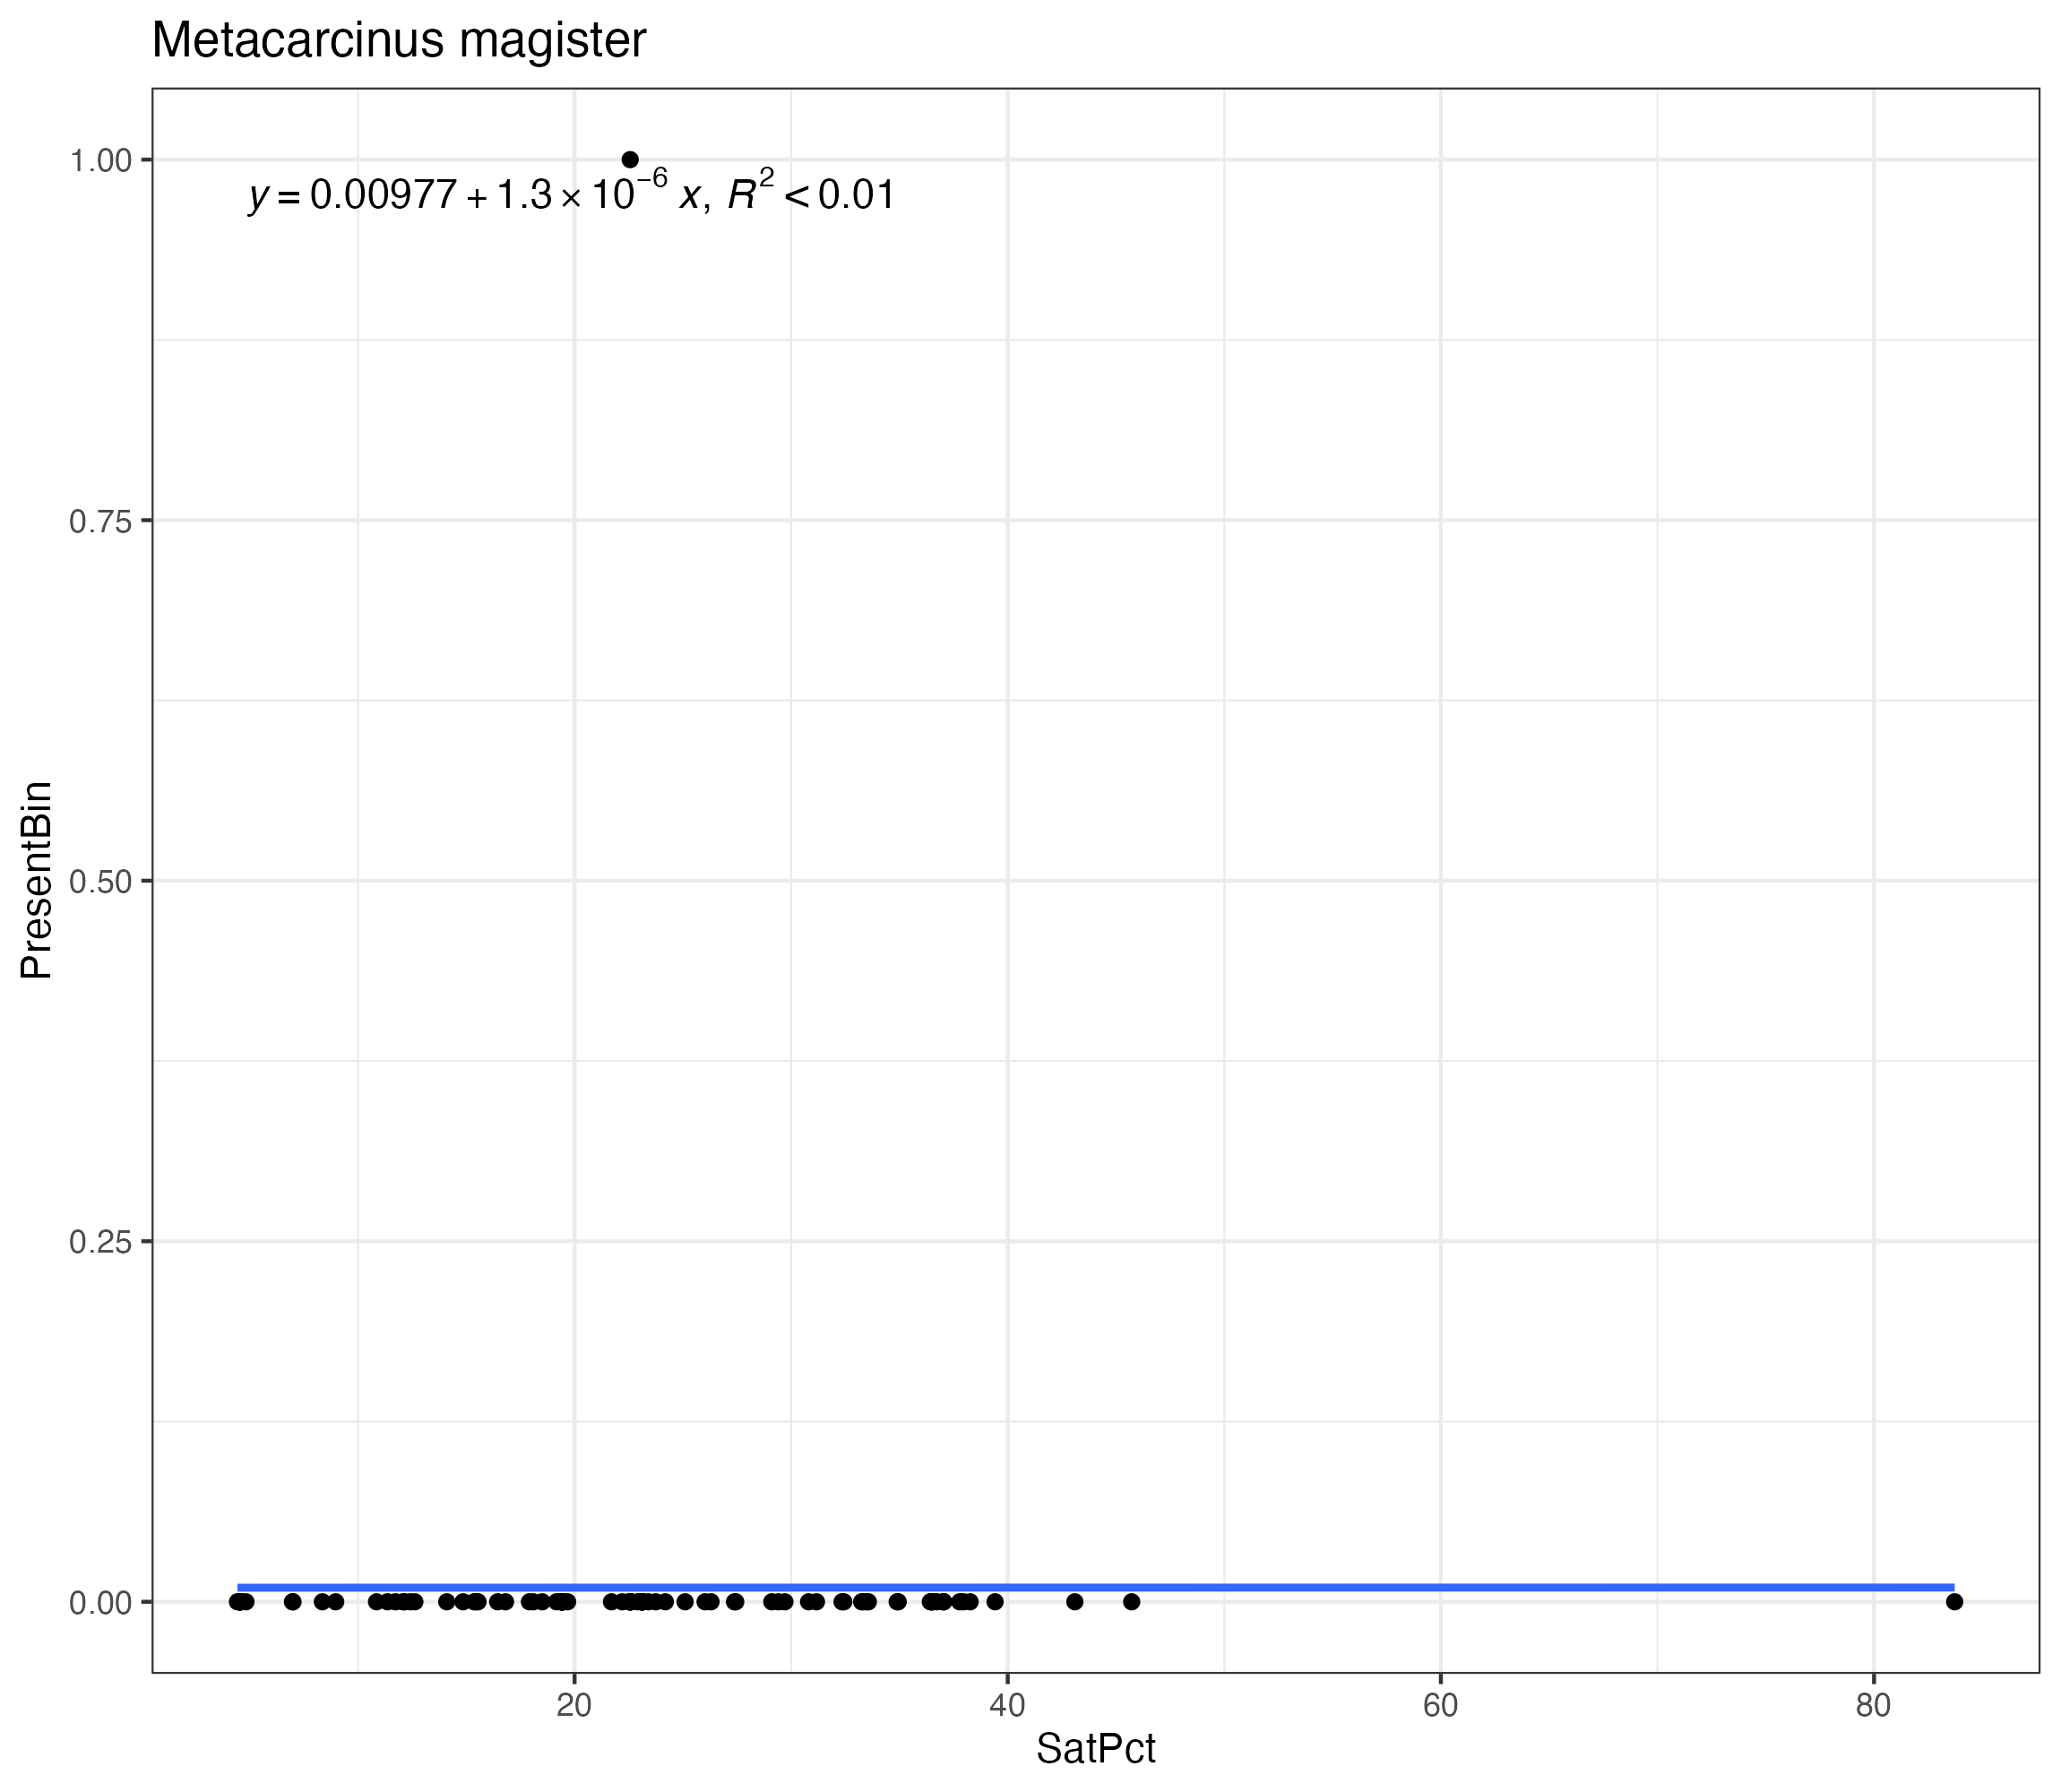 Metacarcinus magister
1.00
y = 0.00977 + 1.3 × 10⁻⁶ x, R² < 0.01
0.75
PresentBin
0.50
0.25
0.00
20 40 60 80
SatPct